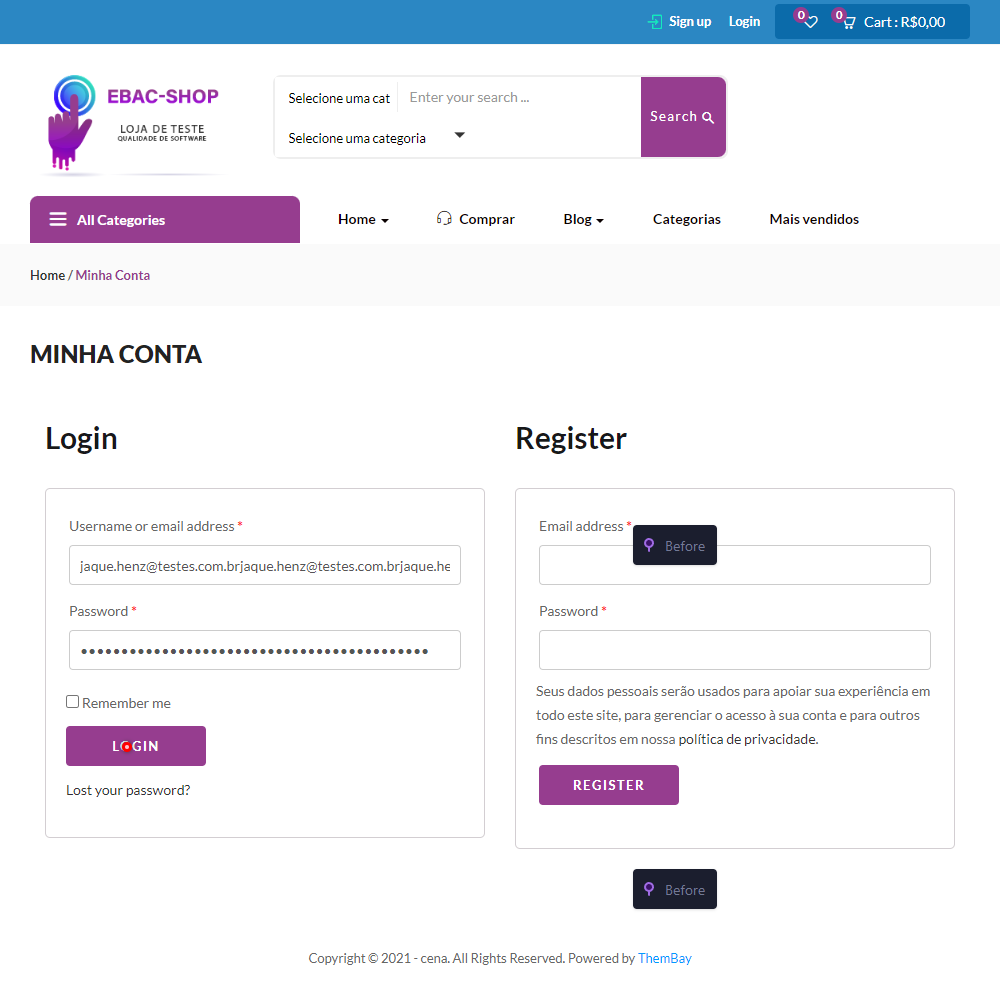 Sign up Login 0 0 Cart : R$0,00
EBAC-SHOP
LOJA DE TESTE
QUALIDADE DE SOFTWARE
Selecione uma cat Enter your search ...
Search
Selecione uma categoria
All Categories Home Comprar Blog Categorias Mais vendidos
Home / Minha Conta
MINHA CONTA
Login
Username or email address *
jaque.henz@testes.com.brjaque.henz@testes.com.brjaque.he
Password *
Remember me
LOGIN
Lost your password?
Register
Email address *
Before
Password *
Seus dados pessoais serão usados para apoiar sua experiência em
todo este site, para gerenciar o acesso à sua conta e para outros
fins descritos em nossa política de privacidade.
REGISTER
Before
Copyright © 2021 - cena. All Rights Reserved. Powered by ThemBay